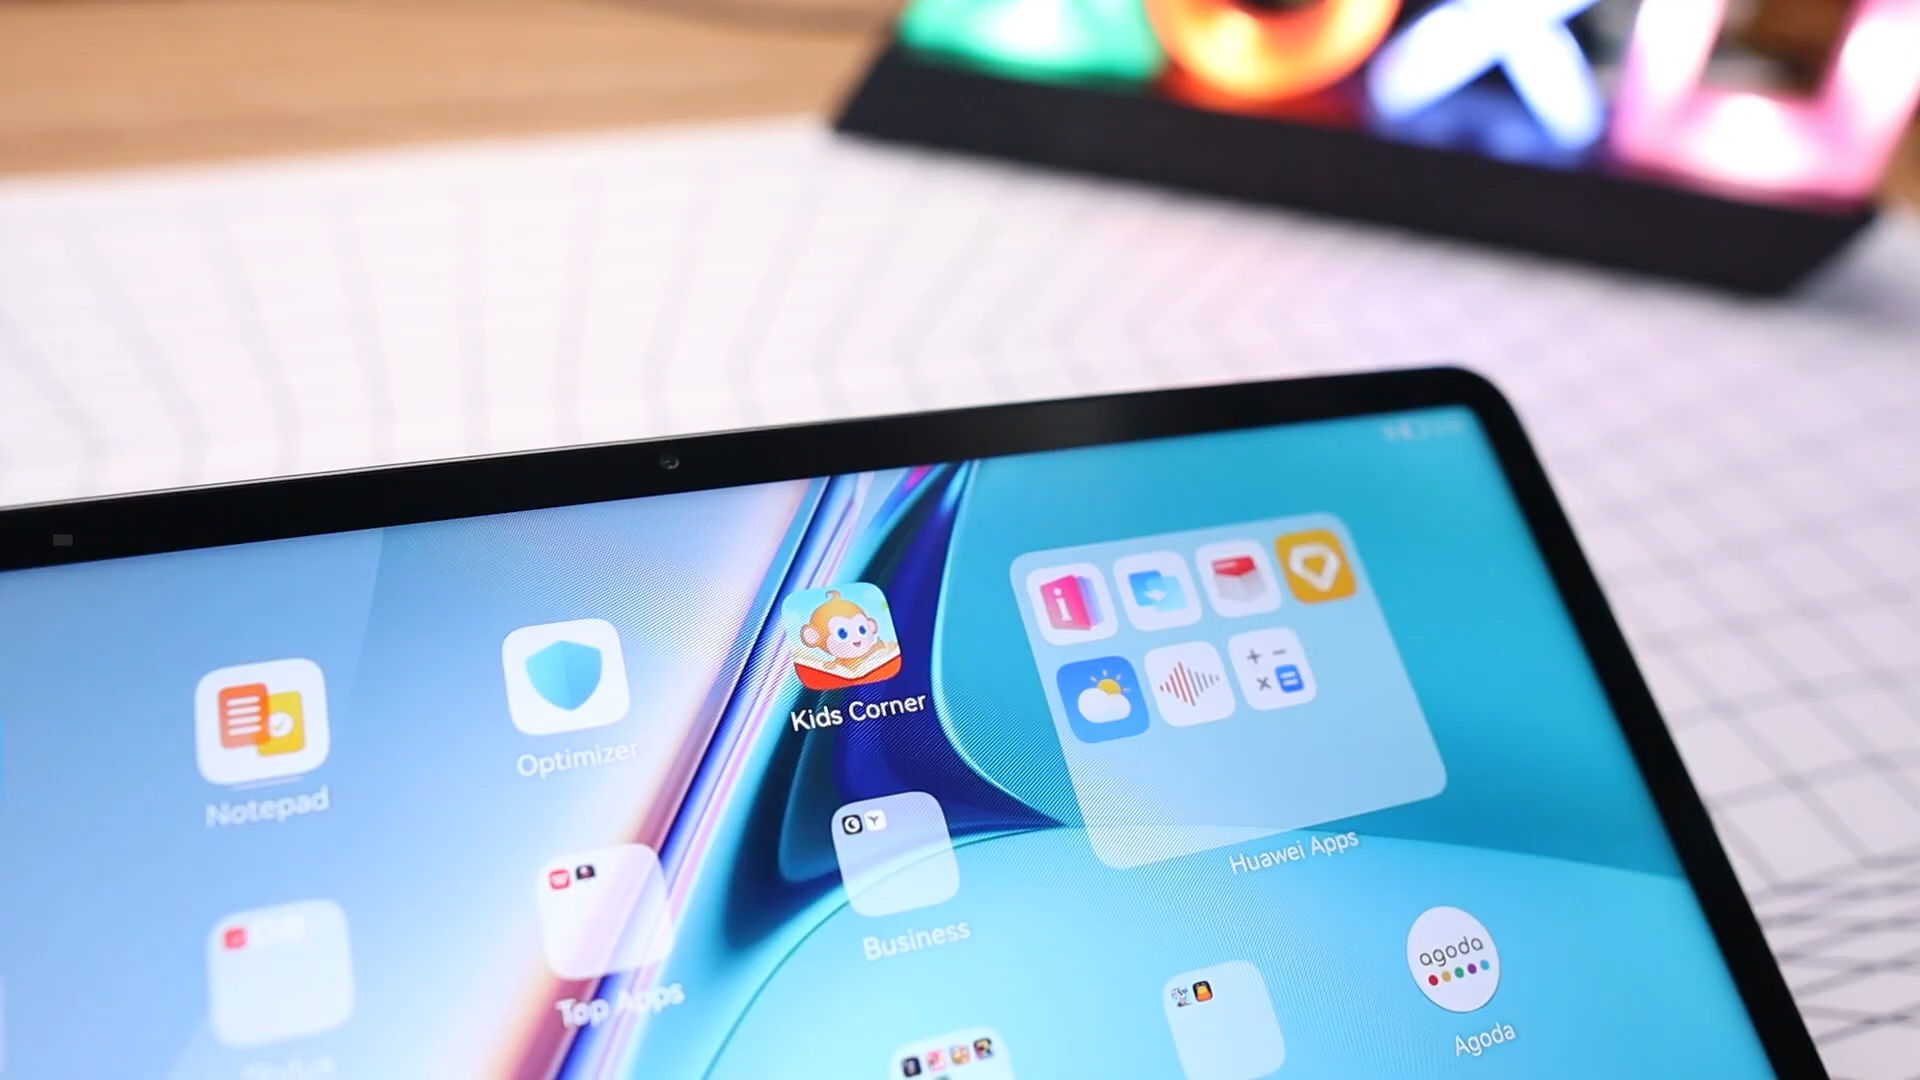 Kids Corner
Optimizer
Notepad
Huawei Apps
Business
Top Apps
agoda
Agoda